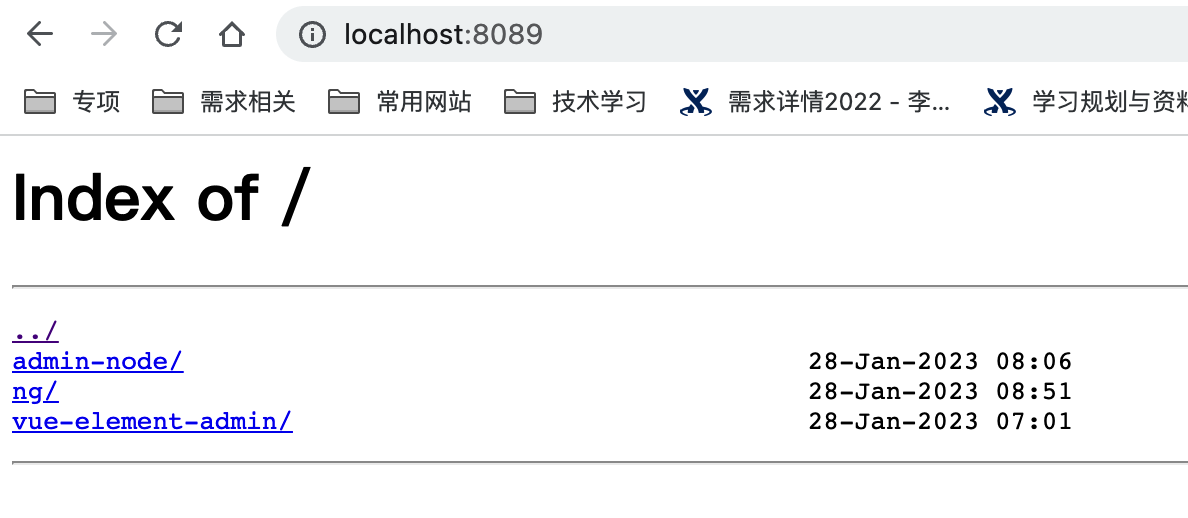 localhost:8089
专项 需求相关 常用网站 技术学习 需求详情2022 - 李... 学习规划与资
Index of /
../
admin-node/ 28-Jan-2023 08:06
ng/ 28-Jan-2023 08:51
vue-element-admin/ 28-Jan-2023 07:01